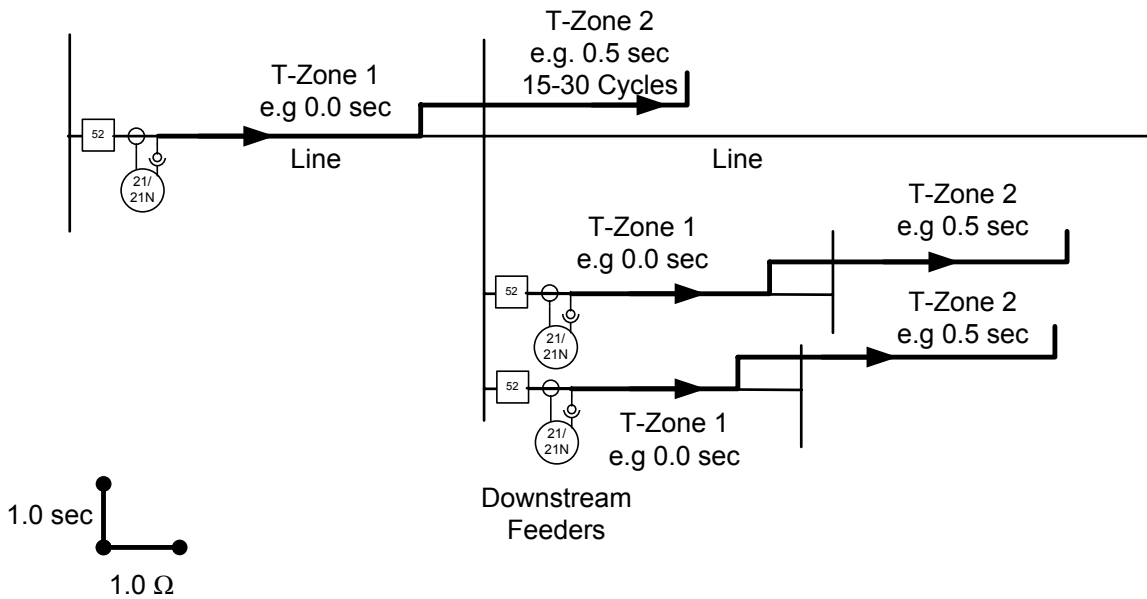 T-Zone 1
e.g 0.0 sec
T-Zone 2
e.g. 0.5 sec
15-30 Cycles
52
21/
21N
Line
Line
T-Zone 1
e.g 0.0 sec
T-Zone 2
e.g 0.5 sec
52
21/
21N
T-Zone 2
e.g 0.5 sec
52
21/
21N
T-Zone 1
e.g 0.0 sec
Downstream
Feeders
1.0 sec
1.0 Ω